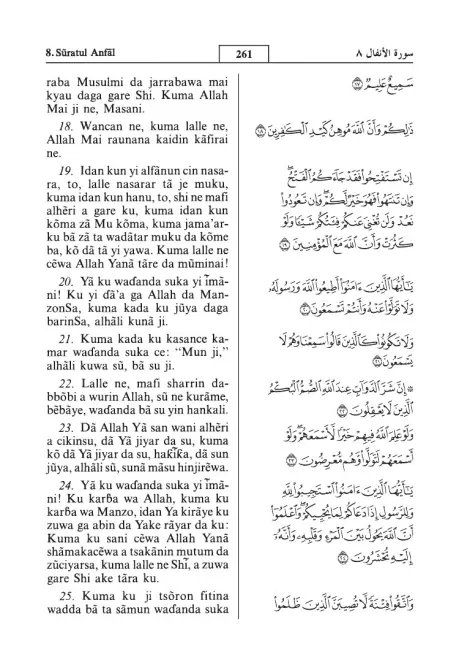 8. Sūratul Anfāl
261
سورة الأنفال ٨
raba Musulmi da jarrabawa mai
kyau daga gare Shi. Kuma Allah
Mai ji ne, Masani.
18. Wancan ne, kuma lalle ne,
Allah Mai raunana kaidin kāfirai
ne.
19. Idan kun yi alfānun cin nasa-
ra, to, lalle nasarar tā je muku,
kuma idan kun hanu, to, shi ne mafi
alhēri a gare ku, kuma idan kun
kōma zā Mu kōma, kuma jama'ar-
ku bā zā ta wadātar muku da kōme
ba, kō dā tā yi yawa. Kuma lalle ne
cēwa Allah Yanā tāre da mūminai!
20. Yā ku waɗanda suka yi īmā-
ni! Ku yi ɗā'a ga Allah da Man-
zonSa, kuma kada ku jūya daga
barinSa, alhāli kunā ji.
21. Kuma kada ku kasance ka-
mar waɗanda suka ce: “Mun ji,”
alhāli kuwa sū, bā su ji.
22. Lalle ne, mafi sharrin da-
bbōbi a wurin Allah, sū ne kurāme,
bēbāye, waɗanda bā su yin hankali.
23. Dā Allah Yā san wani alhēri
a cikinsu, dā Yā jiyar da su, kuma
kō dā Yā jiyar da su, haƙīƙa, dā sun
jūya, alhāli sū, sunā māsu hinjirēwa.
24. Yā ku waɗanda suka yi īmā-
ni! Ku karɓa wa Allah, kuma ku
karɓa wa Manzo, idan Ya kirāye ku
zuwa ga abin da Yake rāyar da ku:
Kuma ku sani cēwa Allah Yanā
shāmakacēwa a tsakānin mutum da
zūciyarsa, kuma lalle ne Shī, a zuwa
gare Shi ake tāra ku.
25. Kuma ku ji tsōron fitina
wadda bā ta sāmun waɗanda suka
سَمِيعٌ عَلِيمٌ ١٧
ذَٰلِكُمْ وَأَنَّ ٱللَّهَ مُوهِنُ كَيْدِ ٱلْكَٰفِرِينَ ١٨
إِن تَسْتَفْتِحُوا۟ فَقَدْ جَآءَكُمُ ٱلْفَتْحُ
وَإِن تَنتَهُوا۟ فَهُوَ خَيْرٌ لَّكُمْ وَإِن تَعُودُوا۟
نَعُدْ وَلَن تُغْنِىَ عَنكُمْ فِئَتُكُمْ شَيْـًٔا وَلَوْ
كَثُرَتْ وَأَنَّ ٱللَّهَ مَعَ ٱلْمُؤْمِنِينَ ١٩
يَٰٓأَيُّهَا ٱلَّذِينَ ءَامَنُوٓا۟ أَطِيعُوا۟ ٱللَّهَ وَرَسُولَهُۥ
وَلَا تَوَلَّوْا۟ عَنْهُ وَأَنتُمْ تَسْمَعُونَ ٢٠
وَلَا تَكُونُوا۟ كَٱلَّذِينَ قَالُوا۟ سَمِعْنَا وَهُمْ لَا
يَسْمَعُونَ ٢١
۞ إِنَّ شَرَّ ٱلدَّوَآبِّ عِندَ ٱللَّهِ ٱلصُّمُّ ٱلْبُكْمُ
ٱلَّذِينَ لَا يَعْقِلُونَ ٢٢
وَلَوْ عَلِمَ ٱللَّهُ فِيهِمْ خَيْرًا لَّأَسْمَعَهُمْ وَلَوْ
أَسْمَعَهُمْ لَتَوَلَّوا۟ وَّهُم مُّعْرِضُونَ ٢٣
يَٰٓأَيُّهَا ٱلَّذِينَ ءَامَنُوا۟ ٱسْتَجِيبُوا۟ لِلَّهِ
وَلِلرَّسُولِ إِذَا دَعَاكُمْ لِمَا يُحْيِيكُمْ وَٱعْلَمُوٓا۟
أَنَّ ٱللَّهَ يَحُولُ بَيْنَ ٱلْمَرْءِ وَقَلْبِهِۦ وَأَنَّهُۥٓ
إِلَيْهِ تُحْشَرُونَ ٢٤
وَٱتَّقُوا۟ فِتْنَةً لَّا تُصِيبَنَّ ٱلَّذِينَ ظَلَمُوا۟